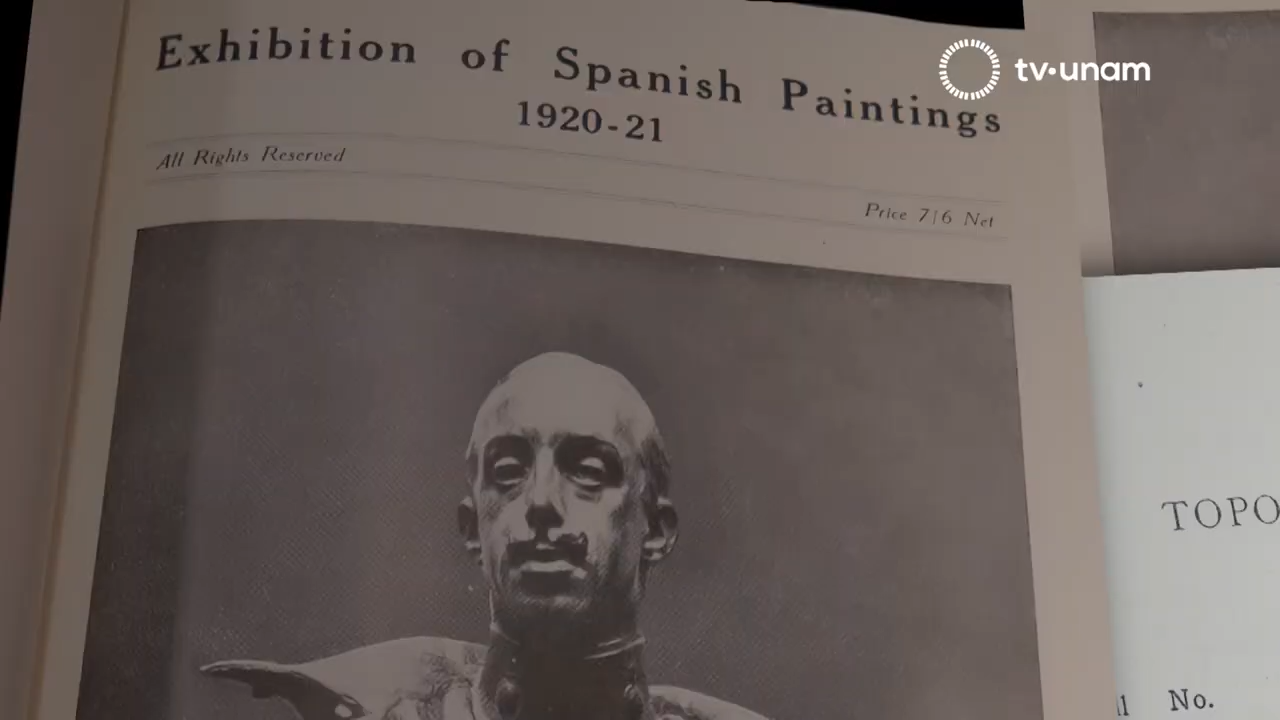 Exhibition of Spanish Paintings
1920-21
All Rights Reserved
Price 7/6 Net
tv·unam
TOPO
No.